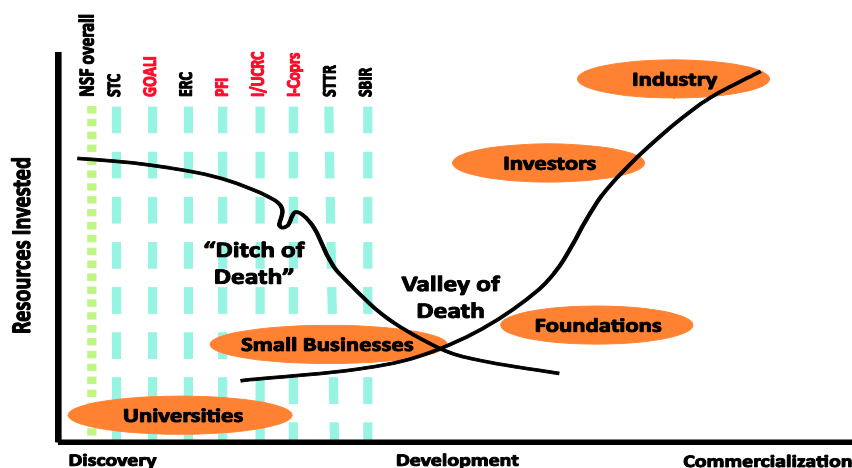 NSF overall
STC
GOALI
ERC
PFI
I/UCRC
I-Coprs
STTR
SBIR
Industry
Investors
Resources Invested
“Ditch of
Death”
Valley of
Death
Foundations
Small Businesses
Universities
Discovery
Development
Commercialization